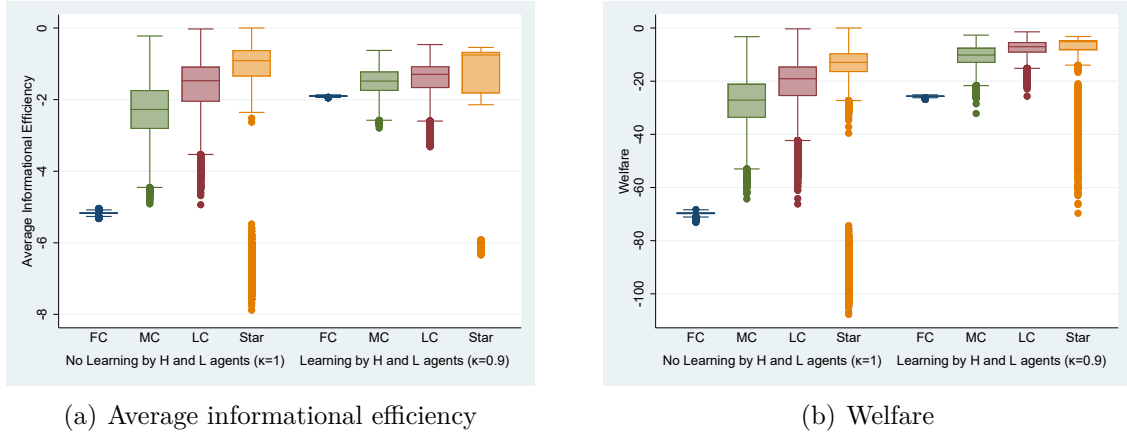 Average Informational Efficiency
0
-2
-4
-6
-8
FC MC LC Star FC MC LC Star
No Learning by H and L agents (κ=1) Learning by H and L agents (κ=0.9)
(a) Average informational efficiency
Welfare
0
-20
-40
-60
-80
-100
FC MC LC Star FC MC LC Star
No Learning by H and L agents (κ=1) Learning by H and L agents (κ=0.9)
(b) Welfare